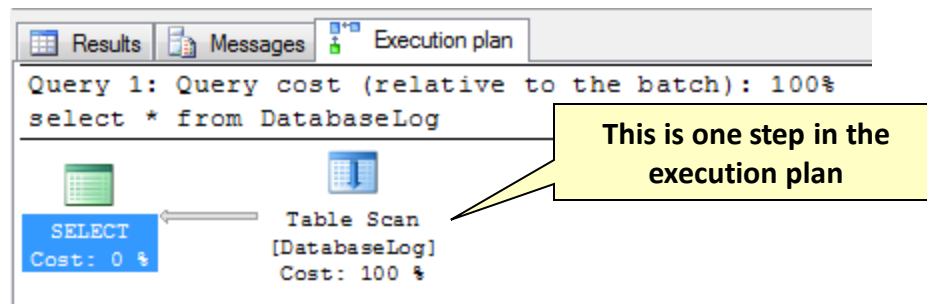 Results Messages Execution plan
Query 1: Query cost (relative to the batch): 100%
select * from DatabaseLog
This is one step in the
execution plan
SELECT
Cost: 0 %
Table Scan
[DatabaseLog]
Cost: 100 %